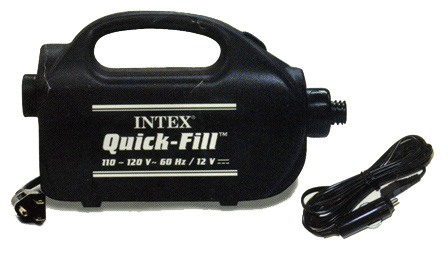 INTEX®
Quick-Fill™
110 – 120 V~ 60 Hz / 12 V ⎓